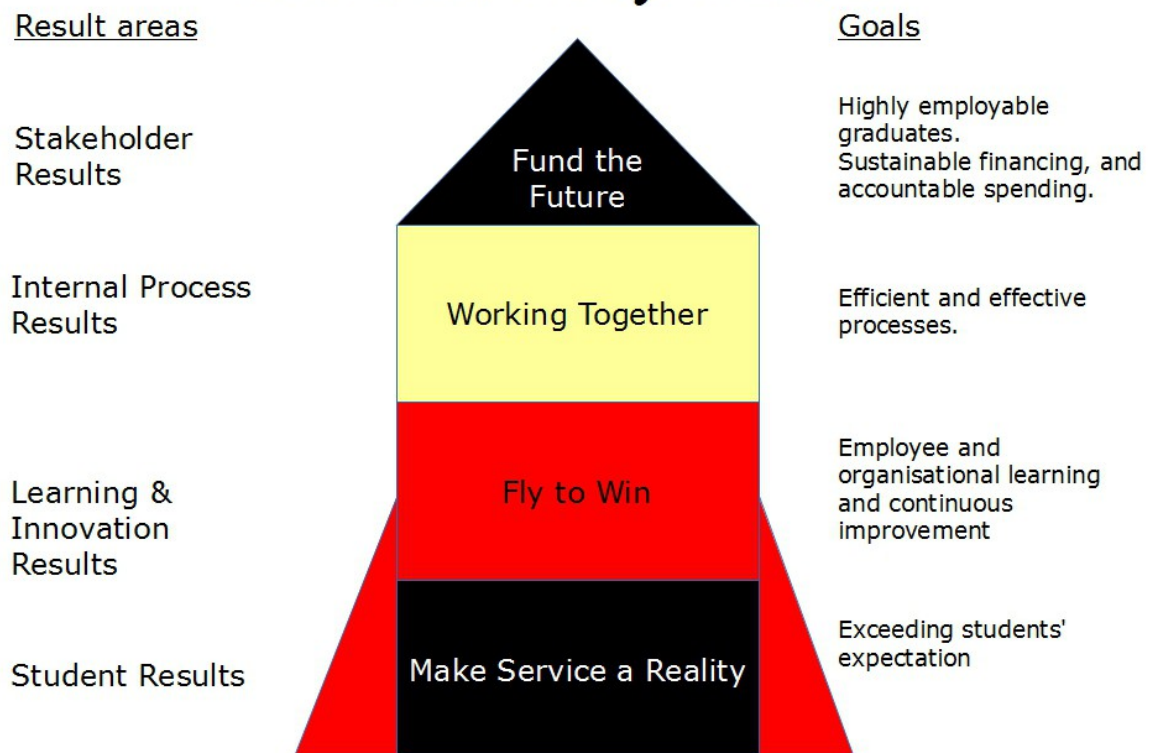 Result areas
Goals
Stakeholder
Results
Fund the
Future
Highly employable
graduates.
Sustainable financing, and
accountable spending.
Internal Process
Results
Working Together
Efficient and effective
processes.
Learning &
Innovation
Results
Fly to Win
Employee and
organisational learning
and continuous
improvement
Student Results
Make Service a Reality
Exceeding students'
expectation